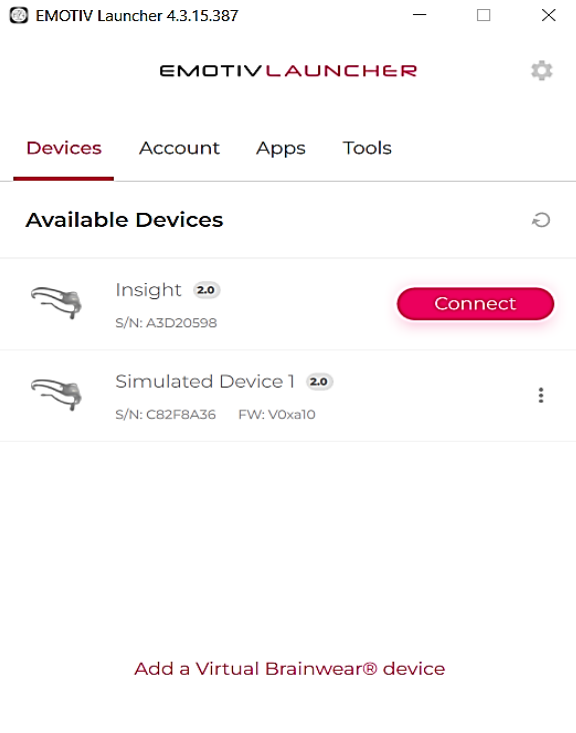 EMOTIV Launcher 4.3.15.387
EMOTIVLAUNCHER
Devices Account Apps Tools
Available Devices
Insight 2.0
S/N: A3D20598
Connect
Simulated Device 1 2.0
S/N: C82F8A36 FW: V0xa10
Add a Virtual Brainwear® device